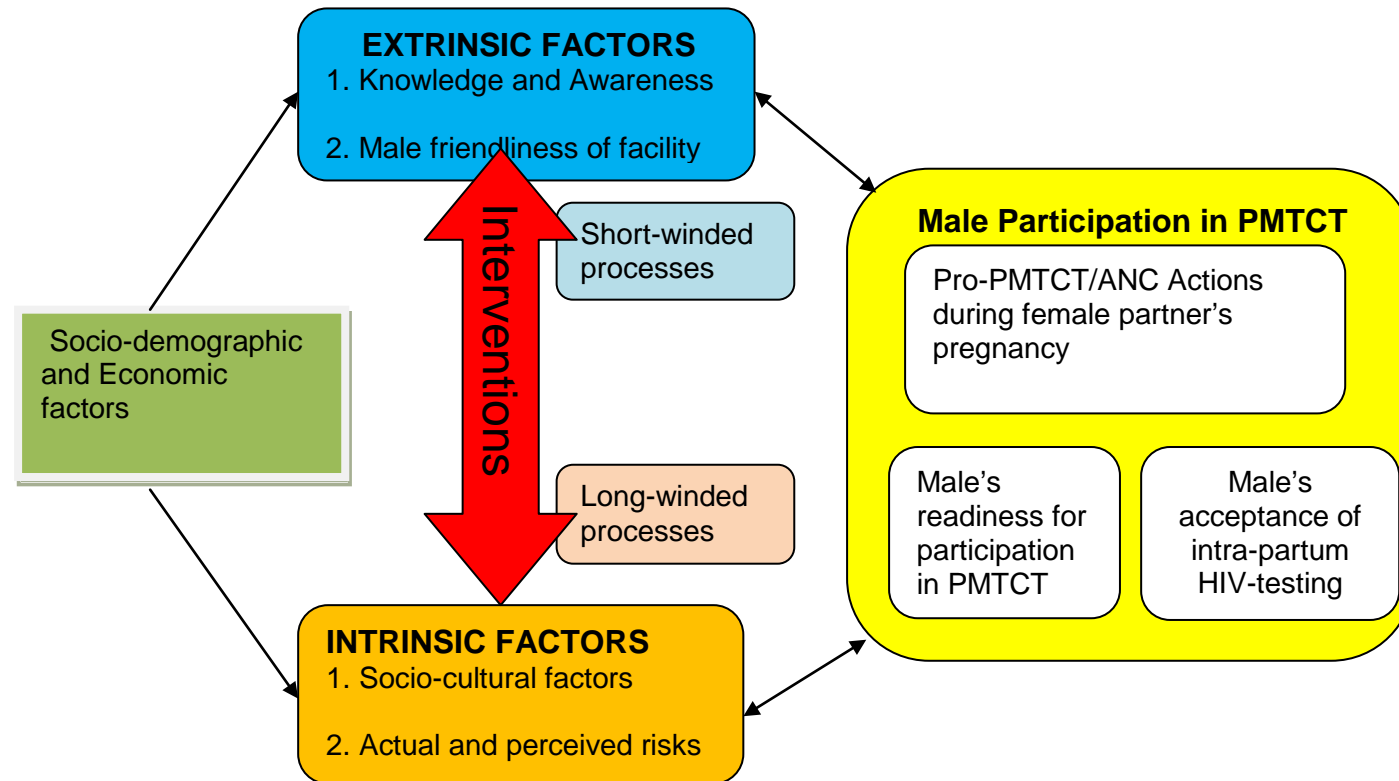 EXTRINSIC FACTORS
1. Knowledge and Awareness
2. Male friendliness of facility
Interventions
Short-winded
processes
Socio-demographic
and Economic
factors
Long-winded
processes
INTRINSIC FACTORS
1. Socio-cultural factors
2. Actual and perceived risks
Male Participation in PMTCT
Pro-PMTCT/ANC Actions
during female partner's
pregnancy
Male's
readiness for
participation
in PMTCT
Male's
acceptance of
intra-partum
HIV-testing